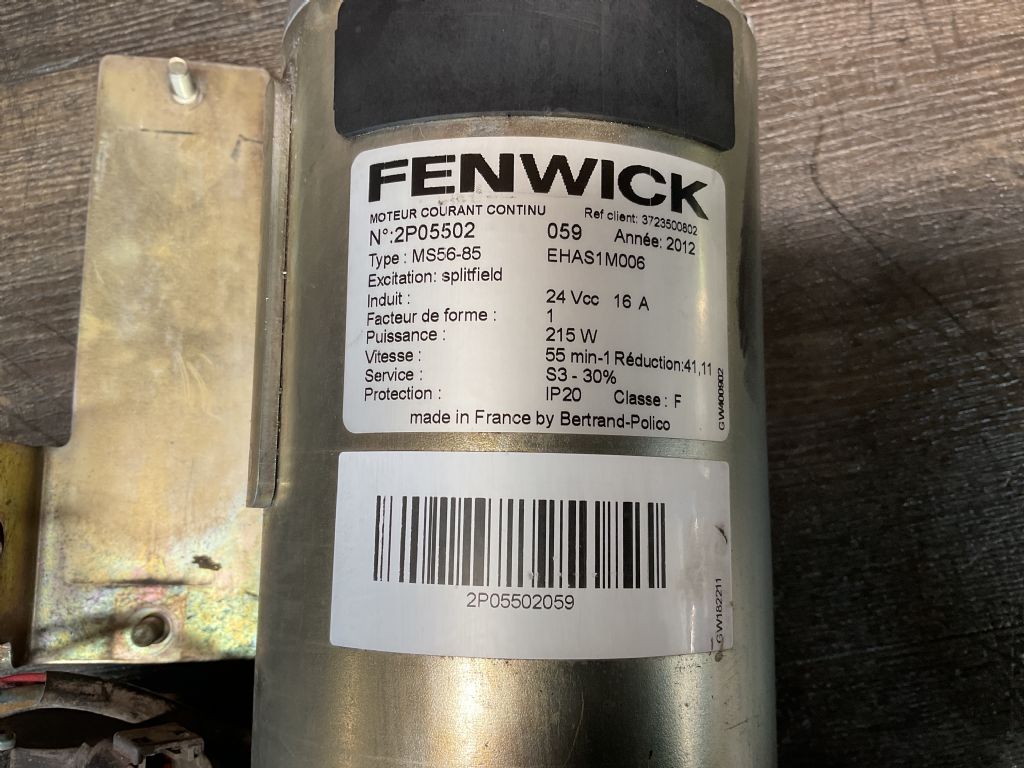 FENWICK
MOTEUR COURANT CONTINU Ref client: 3723500802
N°:2P05502 059 Année: 2012
Type : MS56-85 EHAS1M006
Excitation: splitfield
Induit : 24 Vcc 16 A
Facteur de forme : 1
Puissance : 215 W
Vitesse : 55 min-1 Réduction:41,11
Service : S3 - 30%
Protection : IP20 Classe : F
made in France by Bertrand-Polico
GW400902
2P05502059
GW182211